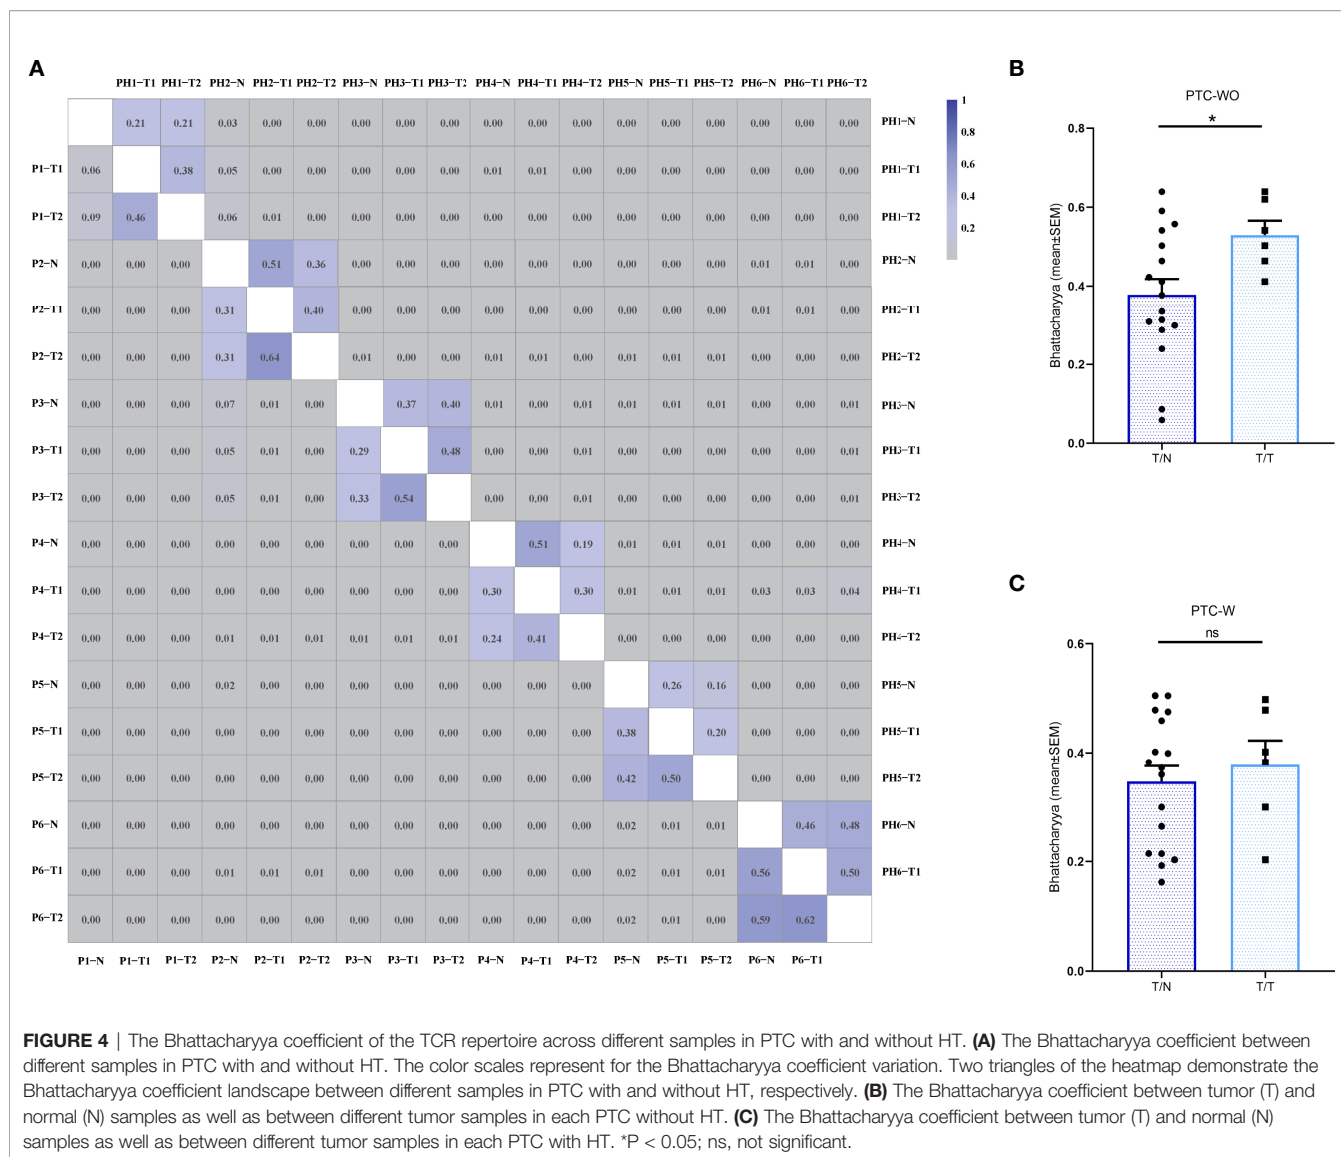 A
PH1-T1 PH1-T2 PH2-N PH2-T1 PH2-T2 PH3-N PH3-T1 PH3-T2 PH4-N PH4-T1 PH4-T2 PH5-N PH5-T1 PH5-T2 PH6-N PH6-T1 PH6-T2
0.21 0.21 0.03 0.00 0.00 0.00 0.00 0.00 0.00 0.00 0.00 0.00 0.00 0.00 0.00 0.00 0.00 PH1-N
P1-T1 0.06 0.38 0.05 0.00 0.00 0.00 0.00 0.00 0.01 0.01 0.00 0.00 0.00 0.00 0.00 0.00 0.00 PH1-T1
P1-T2 0.09 0.46 0.06 0.01 0.00 0.00 0.00 0.00 0.00 0.00 0.00 0.00 0.00 0.00 0.00 0.00 0.00 PH1-T2
P2-N 0.00 0.00 0.00 0.51 0.36 0.00 0.00 0.00 0.00 0.00 0.00 0.00 0.00 0.00 0.01 0.01 0.00 PH2-N
P2-T1 0.00 0.00 0.00 0.31 0.40 0.00 0.00 0.00 0.00 0.00 0.00 0.00 0.00 0.00 0.01 0.01 0.00 PH2-T1
P2-T2 0.00 0.00 0.00 0.31 0.64 0.01 0.00 0.00 0.01 0.01 0.00 0.01 0.01 0.01 0.00 0.00 0.00 PH2-T2
P3-N 0.00 0.00 0.00 0.07 0.01 0.00 0.37 0.40 0.01 0.00 0.01 0.01 0.01 0.01 0.00 0.00 0.01 PH3-N
P3-T1 0.00 0.00 0.00 0.05 0.01 0.00 0.29 0.48 0.00 0.00 0.01 0.00 0.00 0.00 0.00 0.00 0.01 PH3-T1
P3-T2 0.00 0.00 0.00 0.05 0.01 0.00 0.33 0.54 0.00 0.00 0.01 0.00 0.00 0.00 0.00 0.00 0.01 PH3-T2
P4-N 0.00 0.00 0.00 0.00 0.00 0.00 0.00 0.00 0.00 0.51 0.19 0.01 0.01 0.01 0.00 0.00 0.00 PH4-N
P4-T1 0.00 0.00 0.00 0.00 0.00 0.00 0.00 0.00 0.00 0.30 0.30 0.01 0.01 0.01 0.03 0.03 0.04 PH4-T1
P4-T2 0.00 0.00 0.00 0.01 0.01 0.01 0.01 0.01 0.01 0.24 0.41 0.00 0.00 0.00 0.00 0.00 0.00 PH4-T2
P5-N 0.00 0.00 0.00 0.02 0.00 0.00 0.00 0.00 0.00 0.00 0.00 0.00 0.26 0.16 0.00 0.00 0.00 PH5-N
P5-T1 0.00 0.00 0.00 0.00 0.00 0.00 0.00 0.00 0.00 0.00 0.00 0.00 0.38 0.20 0.00 0.00 0.00 PH5-T1
P5-T2 0.00 0.00 0.00 0.00 0.00 0.00 0.00 0.00 0.00 0.00 0.00 0.00 0.42 0.50 0.00 0.00 0.00 PH5-T2
P6-N 0.00 0.00 0.00 0.00 0.00 0.00 0.00 0.00 0.00 0.00 0.00 0.00 0.02 0.01 0.01 0.46 0.48 PH6-N
P6-T1 0.00 0.00 0.00 0.01 0.01 0.01 0.00 0.00 0.00 0.00 0.00 0.00 0.02 0.01 0.01 0.56 0.50 PH6-T1
P6-T2 0.00 0.00 0.00 0.00 0.00 0.00 0.00 0.00 0.00 0.00 0.00 0.00 0.02 0.01 0.00 0.59 0.62
P1-N P1-T1 P1-T2 P2-N P2-T1 P2-T2 P3-N P3-T1 P3-T2 P4-N P4-T1 P4-T2 P5-N P5-T1 P5-T2 P6-N P6-T1
1
0.8
0.6
0.4
0.2
B
PTC-WO
*
Bhattacharyya (mean±SEM)
0.8
0.6
0.4
0.2
0.0
T/N T/T
C
PTC-W
ns
Bhattacharyya (mean±SEM)
0.6
0.4
0.2
0.0
T/N T/T
FIGURE 4 | The Bhattacharyya coefficient of the TCR repertoire across different samples in PTC with and without HT. (A) The Bhattacharyya coefficient between
different samples in PTC with and without HT. The color scales represent for the Bhattacharyya coefficient variation. Two triangles of the heatmap demonstrate the
Bhattacharyya coefficient landscape between different samples in PTC with and without HT, respectively. (B) The Bhattacharyya coefficient between tumor (T) and
normal (N) samples as well as between different tumor samples in each PTC without HT. (C) The Bhattacharyya coefficient between tumor (T) and normal (N)
samples as well as between different tumor samples in each PTC with HT. *P < 0.05; ns, not significant.